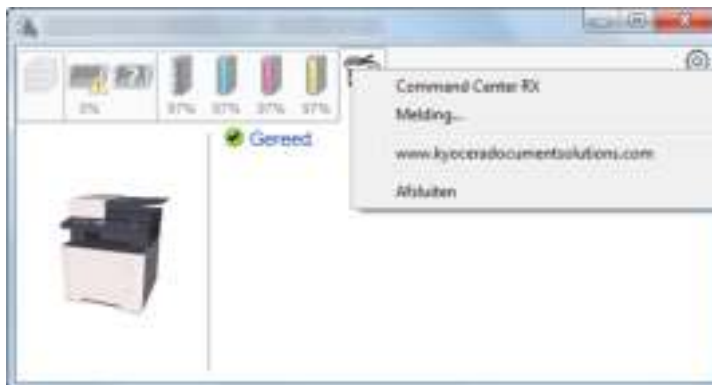 0%
97%
97%
97%
97%
Gereed
Command Center RX
Melding...
www.kyoceradocumentsolutions.com
Afsluiten